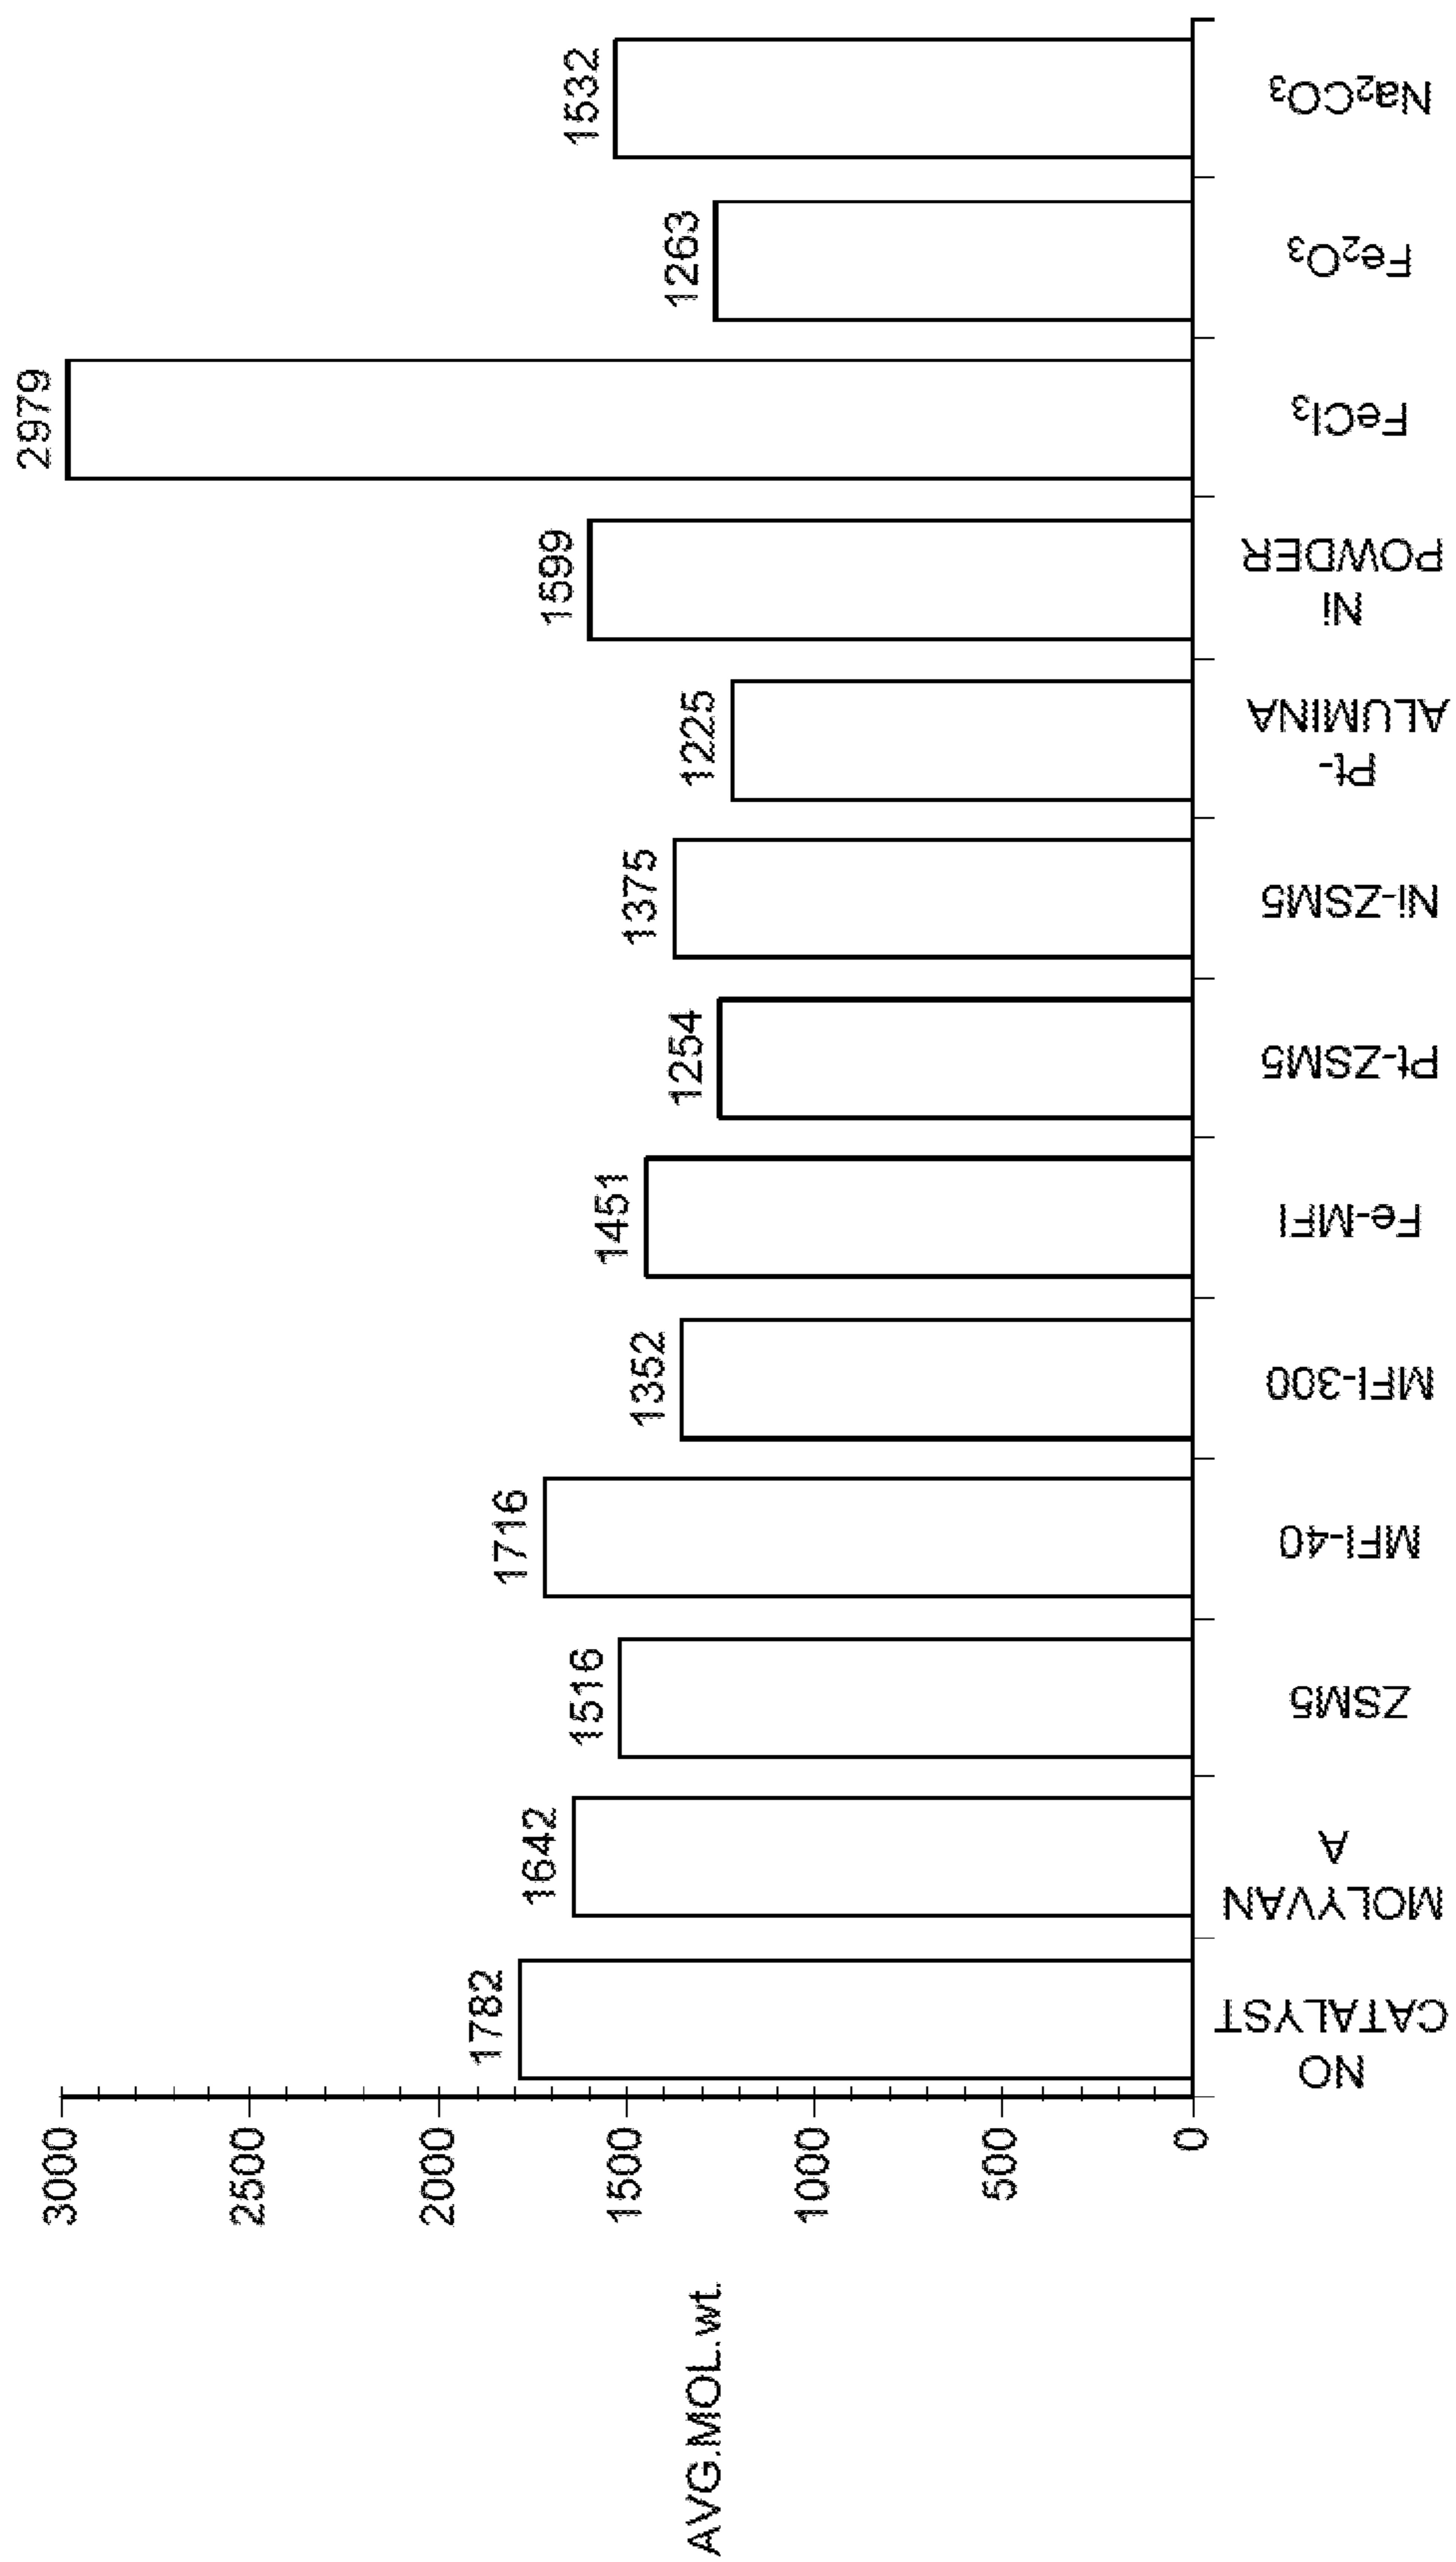 AVG.MOL.wt.
3000
2500
2000
1500
1000
500
0
1782
1642
1516
1716
1352
1451
1254
1375
1225
1599
2979
1263
1532
NO
CATALYST
MOLYVAN
A
ZSM5
MFI-40
MFI-300
Fe-MFI
Pt-ZSM5
Ni-ZSM5
Pt-
ALUMINA
Ni
POWDER
FeCl₃
Fe₂O₃
Na₂CO₃